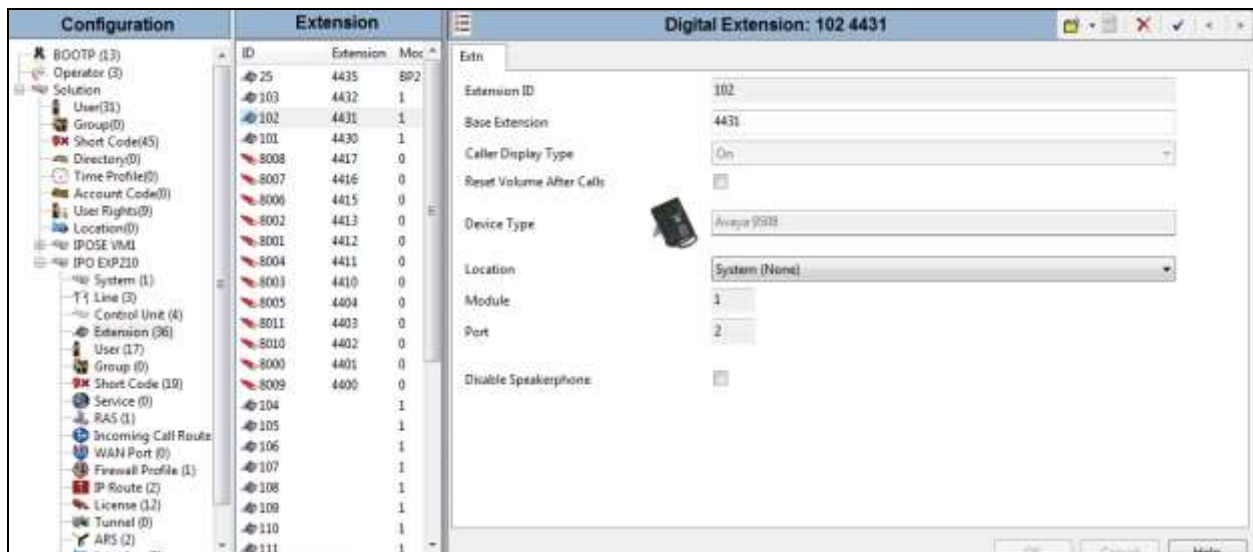 Configuration
BOOTP (13)
Operator (3)
Solution
User(31)
Group(0)
Short Code(45)
Directory(0)
Time Profile(0)
Account Code(0)
User Rights(9)
Location(0)
IPOSE VM1
IPO EXP210
System (1)
Line (3)
Control Unit (4)
Extension (36)
User (17)
Group (0)
Short Code (19)
Service (0)
RAS (1)
Incoming Call Route
WAN Port (0)
Firewall Profile (1)
IP Route (2)
License (12)
Tunnel (0)
ARS (2)
Extension
ID Extension Moc
25 4435 BP2
103 4432 1
102 4431 1
101 4430 1
8008 4417 0
8007 4416 0
8006 4415 0
8002 4413 0
8001 4412 0
8004 4411 0
8003 4410 0
8005 4404 0
8011 4403 0
8010 4402 0
8000 4401 0
8009 4400 0
104 1
105 1
106 1
107 1
108 1
109 1
110 1
111 1
Digital Extension: 102 4431
Extn
Extension ID 102
Base Extension 4431
Caller Display Type On
Reset Volume After Calls
Device Type Avaya 9508
Location System (None)
Module 1
Port 2
Disable Speakerphone
OK Cancel Help